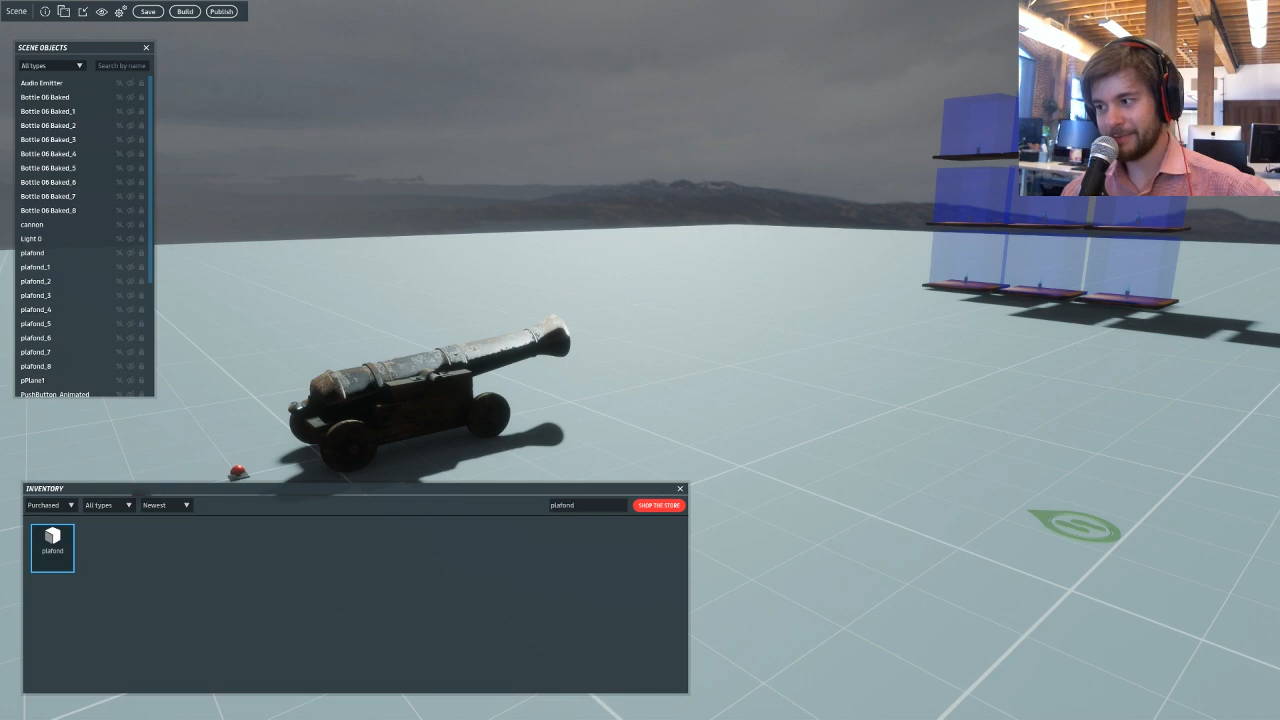 Scene
Save
Build
Publish
SCENE OBJECTS
All types
Search by name
Audio Emitter
Bottle 06 Baked
Bottle 06 Baked_1
Bottle 06 Baked_2
Bottle 06 Baked_3
Bottle 06 Baked_4
Bottle 06 Baked_5
Bottle 06 Baked_6
Bottle 06 Baked_7
Bottle 06 Baked_8
cannon
Light 0
plafond
plafond_1
plafond_2
plafond_3
plafond_4
plafond_5
plafond_6
plafond_7
plafond_8
pPlane1
PushButton_Animated
INVENTORY
Purchased
All types
Newest
plafond
SHOP THE STORE
plafond